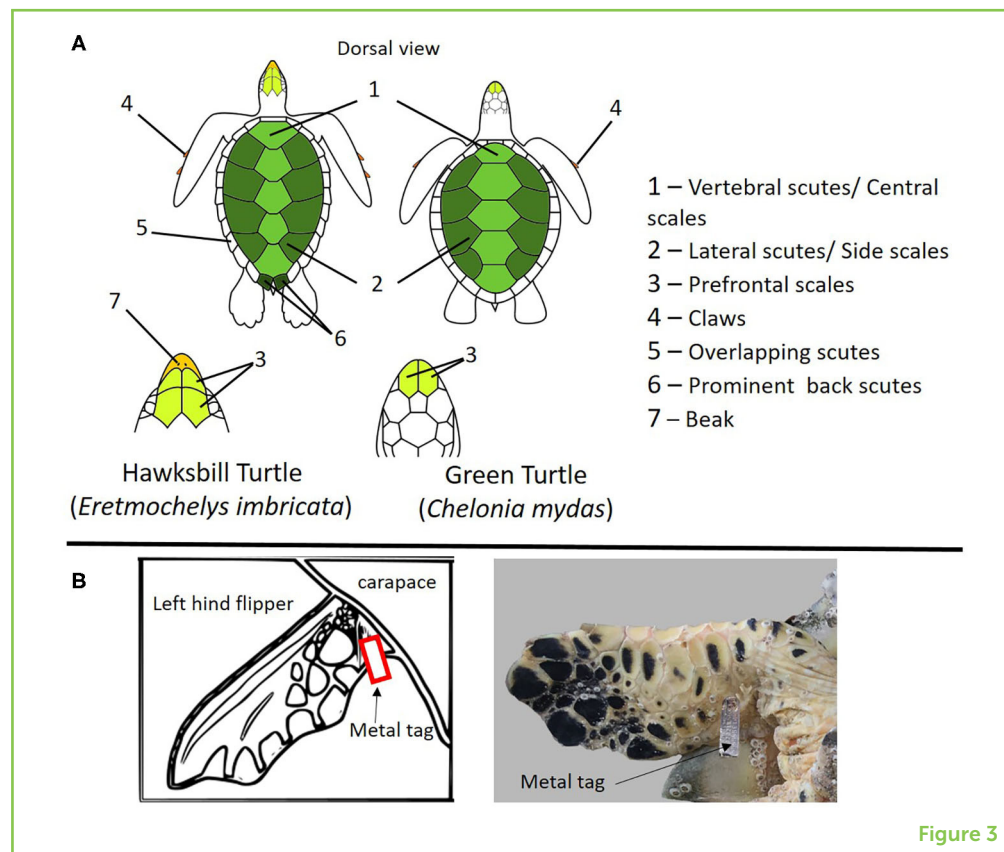 A
Dorsal view
4
1
4
5
2
6
7
3
3
1 – Vertebral scutes/ Central
scales
2 – Lateral scutes/ Side scales
3 – Prefrontal scales
4 – Claws
5 – Overlapping scutes
6 – Prominent back scutes
7 – Beak
Hawksbill Turtle
(Eretmochelys imbricata)
Green Turtle
(Chelonia mydas)
B
Left hind flipper
carapace
Metal tag
Metal tag
Figure 3